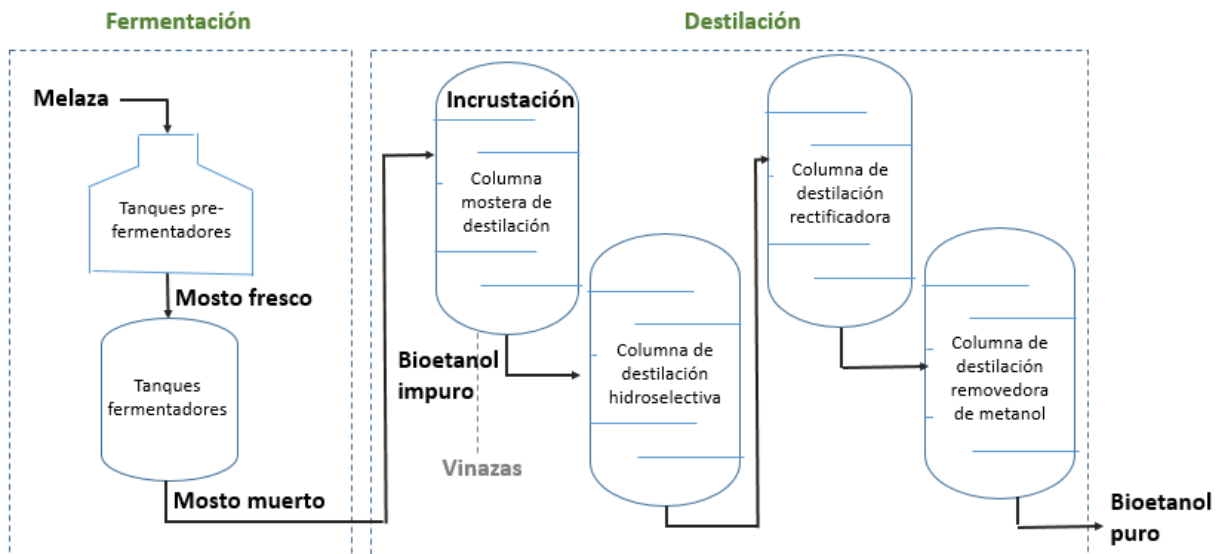 Fermentación
Destilación
Melaza
Tanques pre-
fermentadores
Mosto fresco
Tanques
fermentadores
Mosto muerto
Incrustación
Columna
mostera de
destilación
Bioetanol
impuro
Vinazas
Columna de
destilación
hidroselectiva
Columna de
destilación
rectificadora
Columna de
destilación
removedora
de metanol
Bioetanol
puro